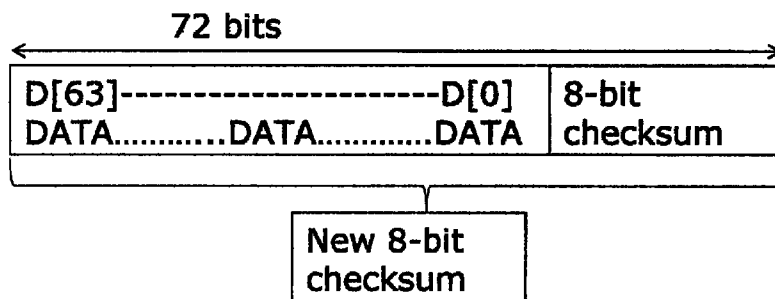 72 bits
D[63]-----------------------D[0]
DATA...........DATA.............DATA
8-bit
checksum
New 8-bit
checksum